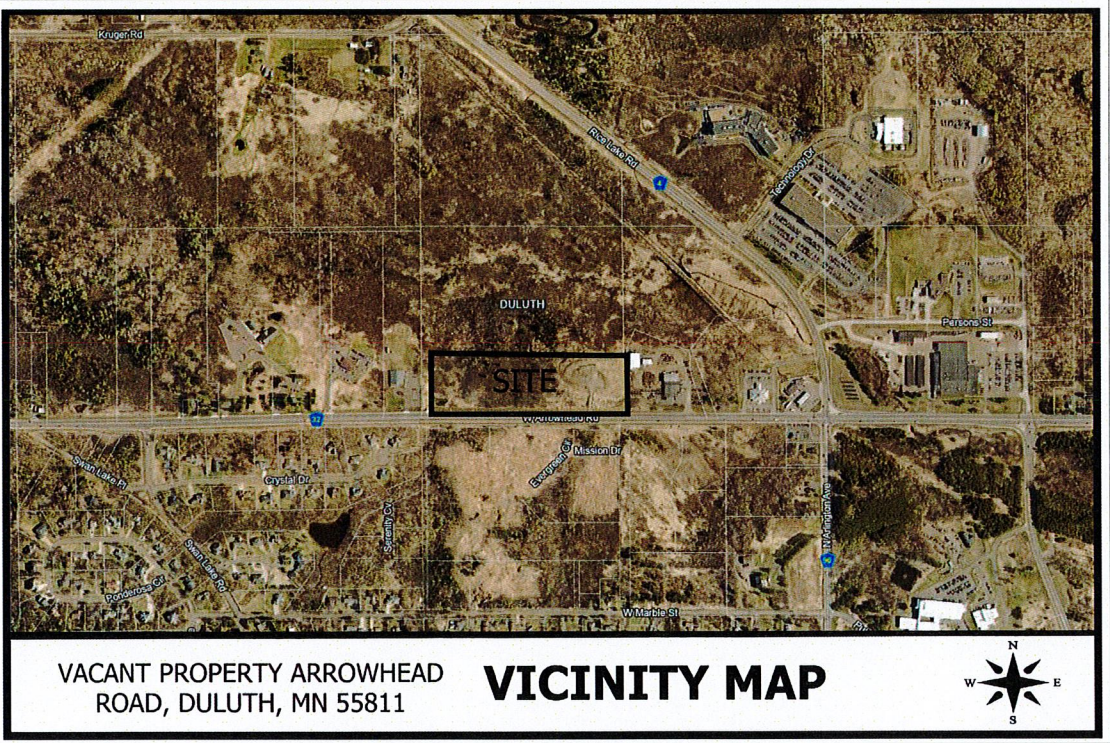 Kruger Rd
Rice Lake Rd
4
Technology Dr
DULUTH
Persons St
SITE
32
W Arrowhead Rd
Mission Dr
Evergreen Cir
Swan Lake Pl
Crystal Dr
Serenity Cv
N Arlington Ave
Swan Lake Rd
Ponderosa Cir
W Marble St
VACANT PROPERTY ARROWHEAD
ROAD, DULUTH, MN 55811
VICINITY MAP
N
W
E
S